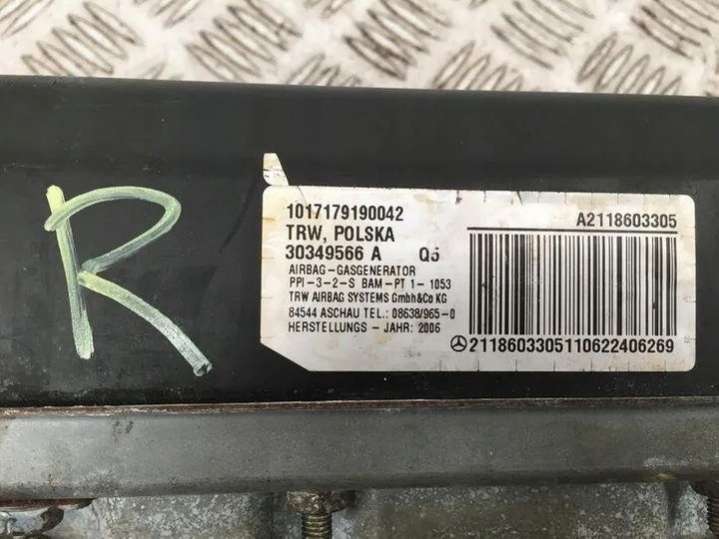 R
1017179190042
TRW, POLSKA
30349566 A Q5
AIRBAG-GASGENERATOR
PPI-3-2-S BAM-PT 1- 1053
TRW AIRBAG SYSTEMS GmbH&Co KG
84544 ASCHAU TEL.: 08638/965-0
HERSTELLUNGS - JAHR: 2006
A2118603305
2118603305110622406269